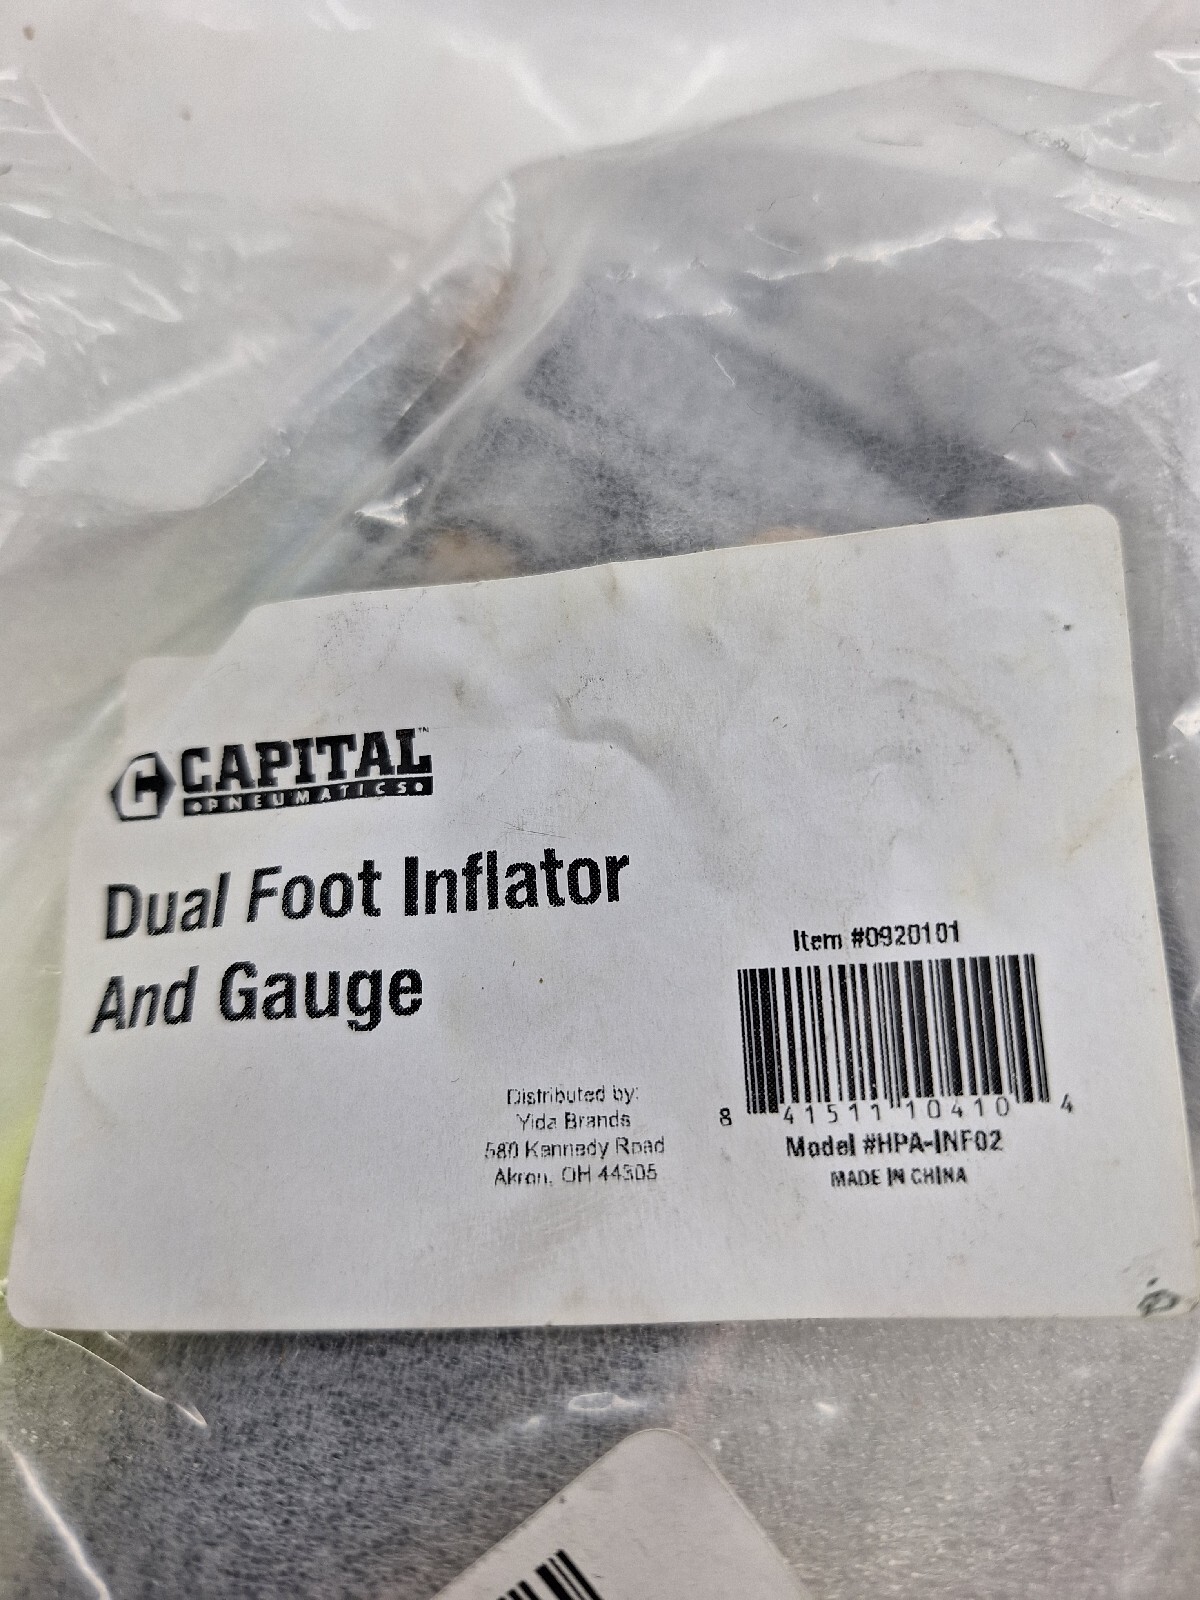 CAPITAL™
PNEUMATICS
Dual Foot Inflator
And Gauge
Item #0920101
8 41511 10410 4
Model #HPA-INF02
MADE IN CHINA
Distributed by:
Yida Brands
580 Kennedy Road
Akron, OH 44305